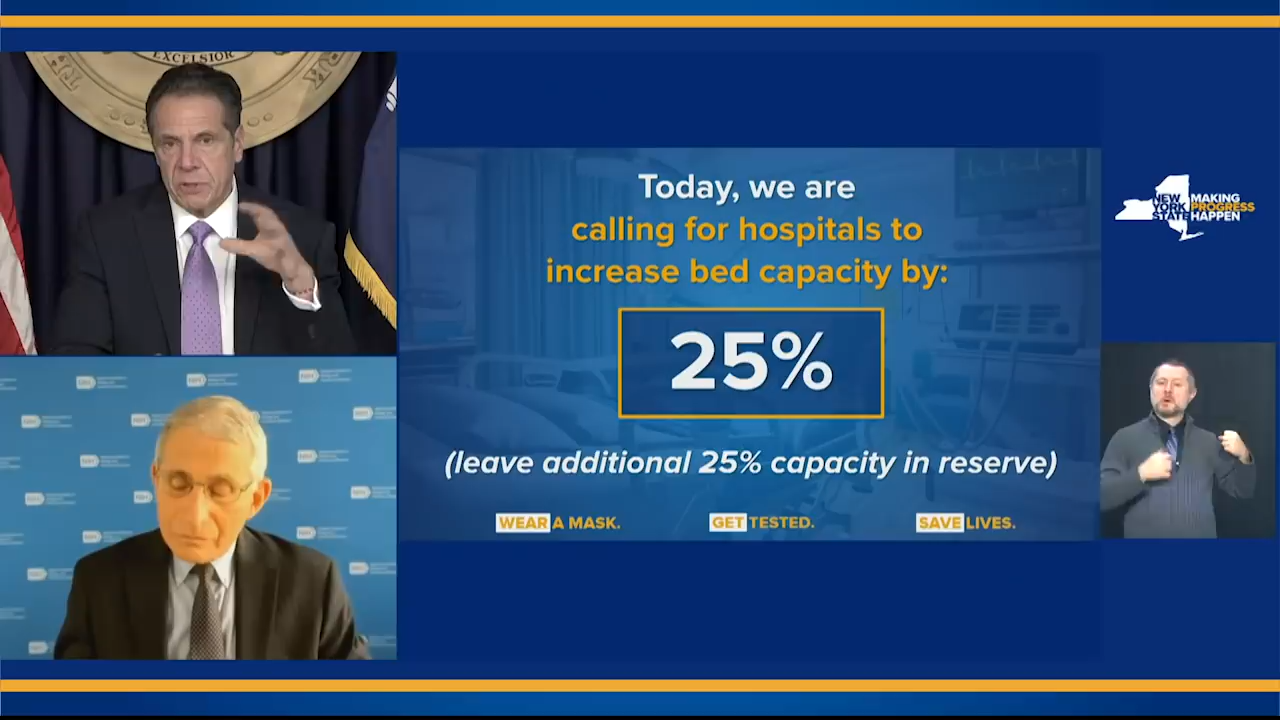 EXCELSIOR
Today, we are
calling for hospitals to
increase bed capacity by:
25%
(leave additional 25% capacity in reserve)
WEAR A MASK.
GET TESTED.
SAVE LIVES.
NEW
YORK
STATE
MAKING
PROGRESS
HAPPEN
NIH